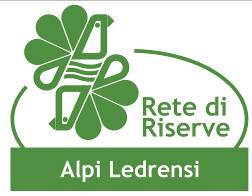 Rete di
Riserve
Alpi Ledrensi